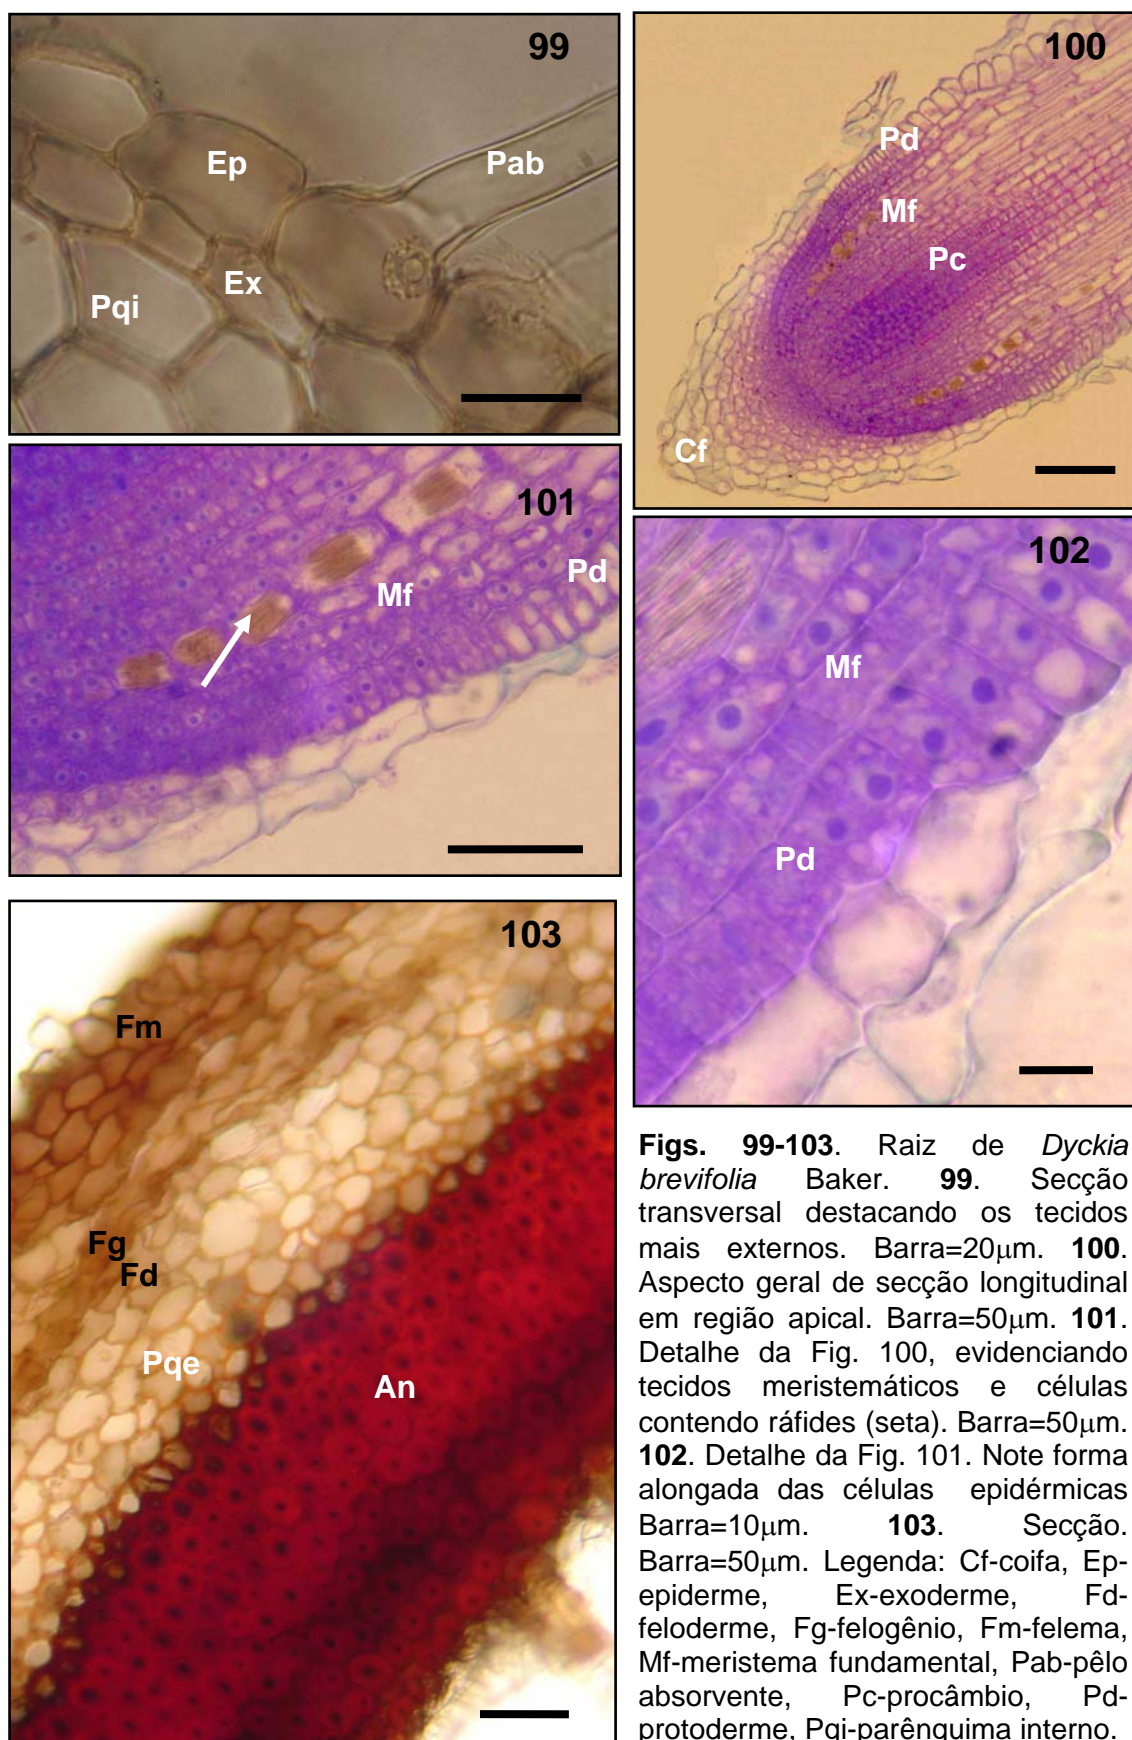 99
Ep
Pab
Ex
Pqi
100
Pd
Mf
Pc
Cf
101
Pd
Mf
102
Mf
Pd
103
Fm
Fg
Fd
Pqe
An
Figs. 99-103. Raiz de Dyckia
brevifolia Baker. 99. Secção
transversal destacando os tecidos
mais externos. Barra=20μm. 100.
Aspecto geral de secção longitudinal
em região apical. Barra=50μm. 101.
Detalhe da Fig. 100, evidenciando
tecidos meristemáticos e células
contendo ráfides (seta). Barra=50μm.
102. Detalhe da Fig. 101. Note forma
alongada das células epidérmicas
Barra=10μm. 103. Secção.
Barra=50μm. Legenda: Cf-coifa, Ep-
epiderme, Ex-exoderme, Fd-
feloderme, Fg-felogênio, Fm-felema,
Mf-meristema fundamental, Pab-pêlo
absorvente, Pc-procâmbio, Pd-
protoderme, Pqi-parênquima interno.